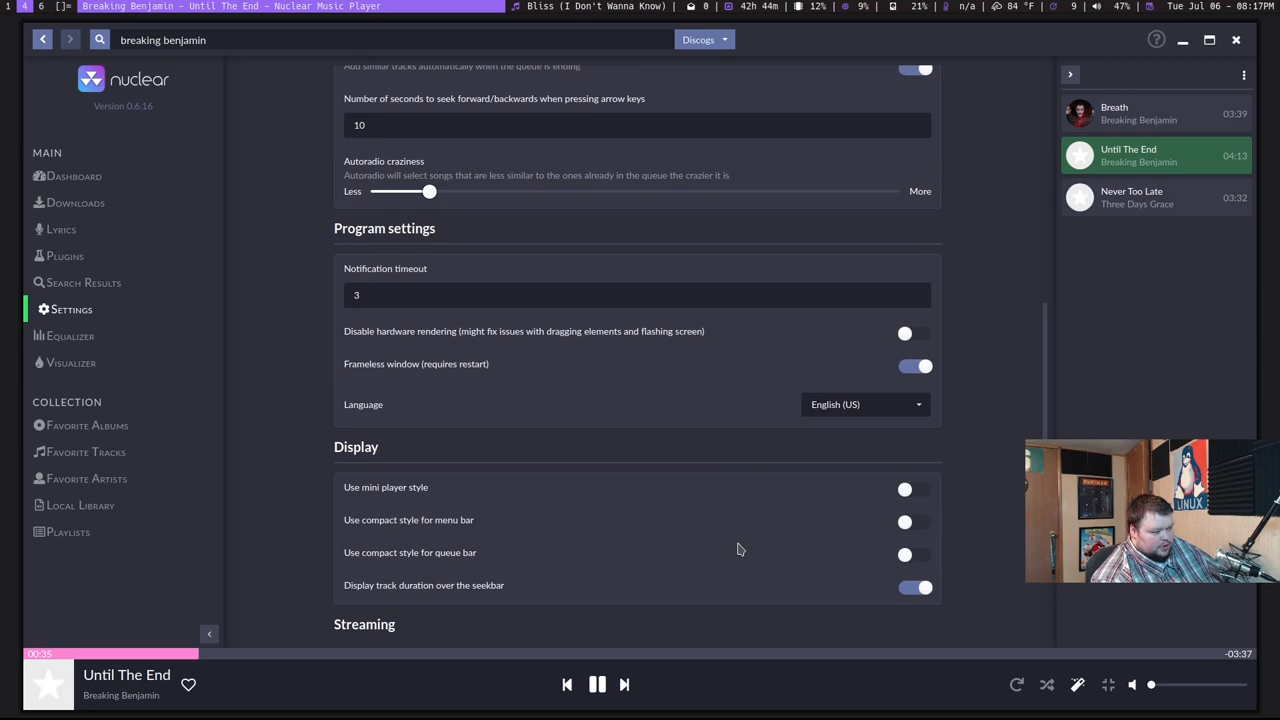 1 4 6 []= Breaking Benjamin - Until The End - Nuclear Music Player Bliss (I Don't Wanna Know) 0 42h 44m 12% 9% 21% n/a 84 °F 9 47% Tue Jul 06 - 08:17PM
breaking benjamin
Discogs
nuclear
Version 0.6.16
MAIN
DASHBOARD
DOWNLOADS
LYRICS
PLUGINS
SEARCH RESULTS
SETTINGS
EQUALIZER
VISUALIZER
COLLECTION
FAVORITE ALBUMS
FAVORITE TRACKS
FAVORITE ARTISTS
LOCAL LIBRARY
PLAYLISTS
Add similar tracks automatically when the queue is ending
Number of seconds to seek forward/backwards when pressing arrow keys
10
Autoradio craziness
Autoradio will select songs that are less similar to the ones already in the queue the crazier it is
Less More
Program settings
Notification timeout
3
Disable hardware rendering (might fix issues with dragging elements and flashing screen)
Frameless window (requires restart)
Language English (US)
Display
Use mini player style
Use compact style for menu bar
Use compact style for queue bar
Display track duration over the seekbar
Streaming
Breath
Breaking Benjamin
03:39
Until The End
Breaking Benjamin
04:13
Never Too Late
Three Days Grace
03:32
LINUX
00:35 -03:37
Until The End
Breaking Benjamin